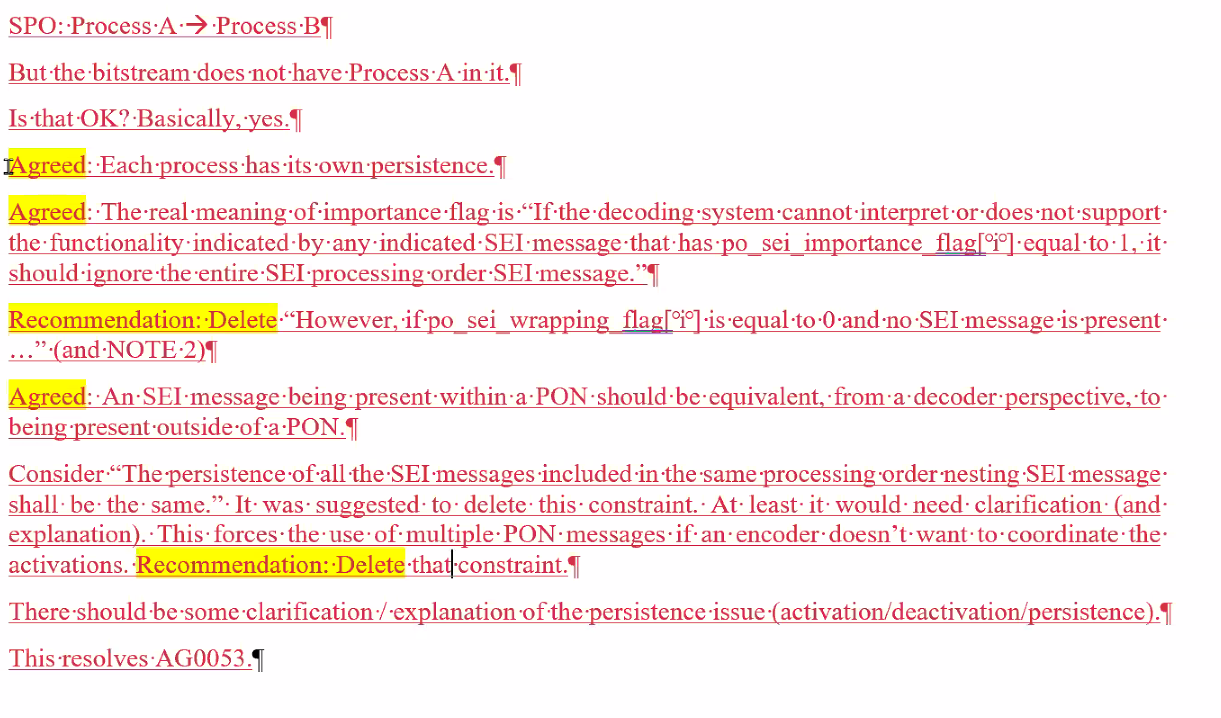 SPO: Process A → Process B¶
But the bitstream does not have Process A in it.¶
Is that OK? Basically, yes.¶
Agreed: Each process has its own persistence.¶
Agreed: The real meaning of importance flag is “If the decoding system cannot interpret or does not support
the functionality indicated by any indicated SEI message that has po_sei_importance_flag[°i°] equal to 1, it
should ignore the entire SEI processing order SEI message.”¶
Recommendation: Delete “However, if po_sei_wrapping_flag[°i°] is equal to 0 and no SEI message is present
…” (and NOTE 2)¶
Agreed: An SEI message being present within a PON should be equivalent, from a decoder perspective, to
being present outside of a PON.¶
Consider “The persistence of all the SEI messages included in the same processing order nesting SEI message
shall be the same.” It was suggested to delete this constraint. At least it would need clarification (and
explanation). This forces the use of multiple PON messages if an encoder doesn’t want to coordinate the
activations. Recommendation: Delete that constraint.¶
There should be some clarification / explanation of the persistence issue (activation/deactivation/persistence).¶
This resolves AG0053.¶